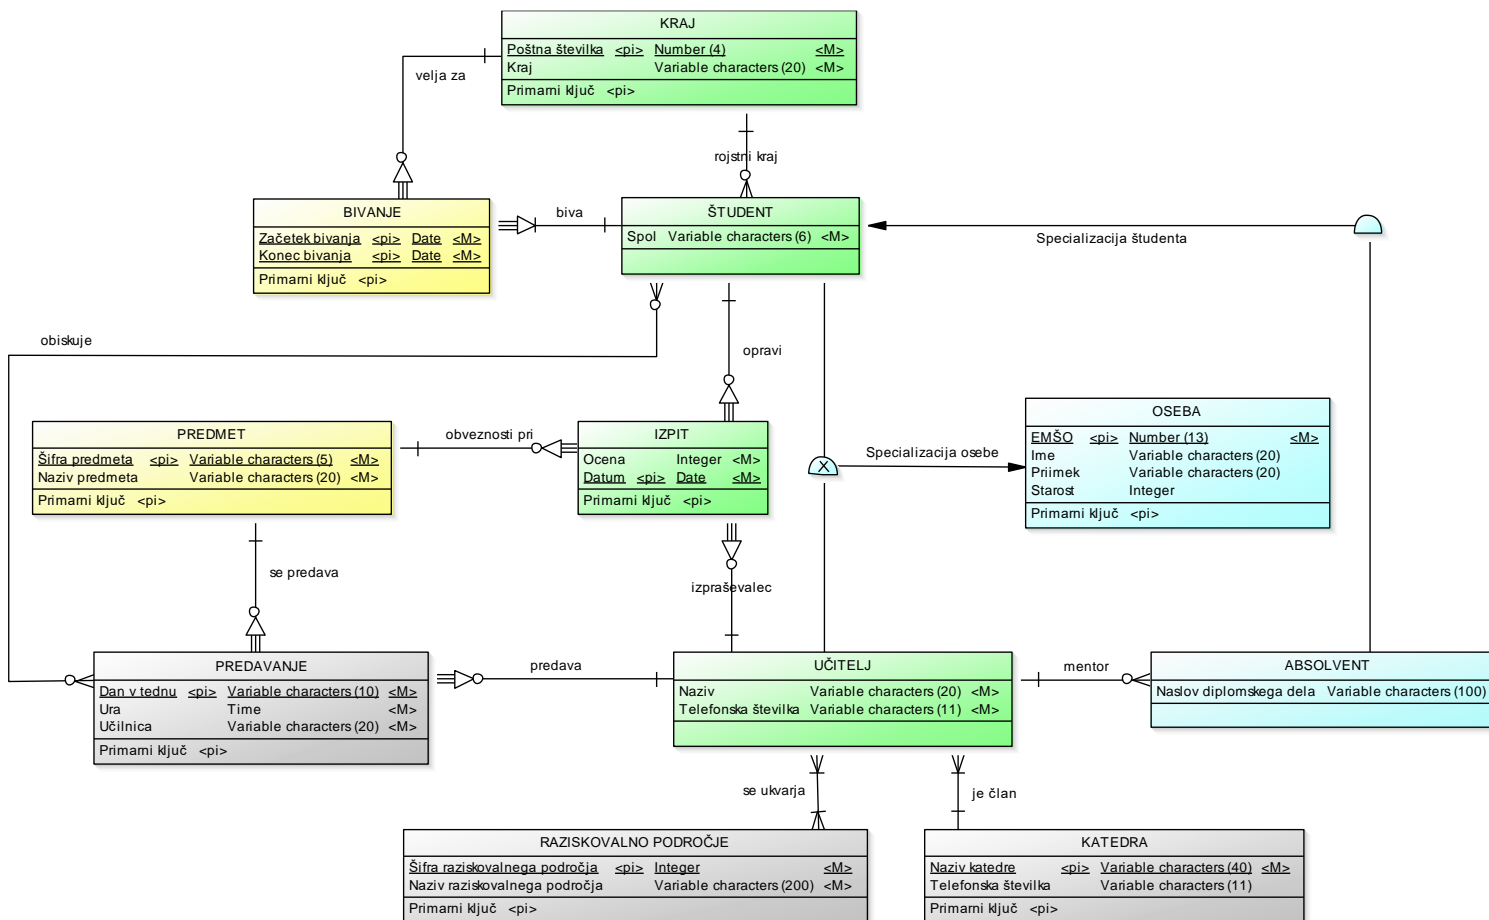 KRAJ
Poštna številka <pi> Number (4) <M>
Kraj Variable characters (20) <M>
Primarni ključ <pi>
velja za
rojstni kraj
BIVANJE
Začetek bivanja <pi> Date <M>
Konec bivanja <pi> Date <M>
Primarni ključ <pi>
biva
ŠTUDENT
Spol Variable characters (6) <M>
Specializacija študenta
obiskuje
opravi
PREDMET
Šifra predmeta <pi> Variable characters (5) <M>
Naziv predmeta Variable characters (20) <M>
Primarni ključ <pi>
obveznosti pri
IZPIT
Ocena Integer <M>
Datum <pi> Date <M>
Primarni ključ <pi>
X
Specializacija osebe
OSEBA
EMŠO <pi> Number (13) <M>
Ime Variable characters (20)
Priimek Variable characters (20)
Starost Integer
Primarni ključ <pi>
se predava
izpraševalec
PREDAVANJE
Dan v tednu <pi> Variable characters (10) <M>
Ura Time <M>
Učilnica Variable characters (20) <M>
Primarni ključ <pi>
predava
UČITELJ
Naziv Variable characters (20) <M>
Telefonska številka Variable characters (11) <M>
mentor
ABSOLVENT
Naslov diplomskega dela Variable characters (100)
se ukvarja
je član
RAZISKOVALNO PODROČJE
Šifra raziskovalnega področja <pi> Integer <M>
Naziv raziskovalnega področja Variable characters (200) <M>
Primarni ključ <pi>
KATEDRA
Naziv katedre <pi> Variable characters (40) <M>
Telefonska številka Variable characters (11)
Primarni ključ <pi>